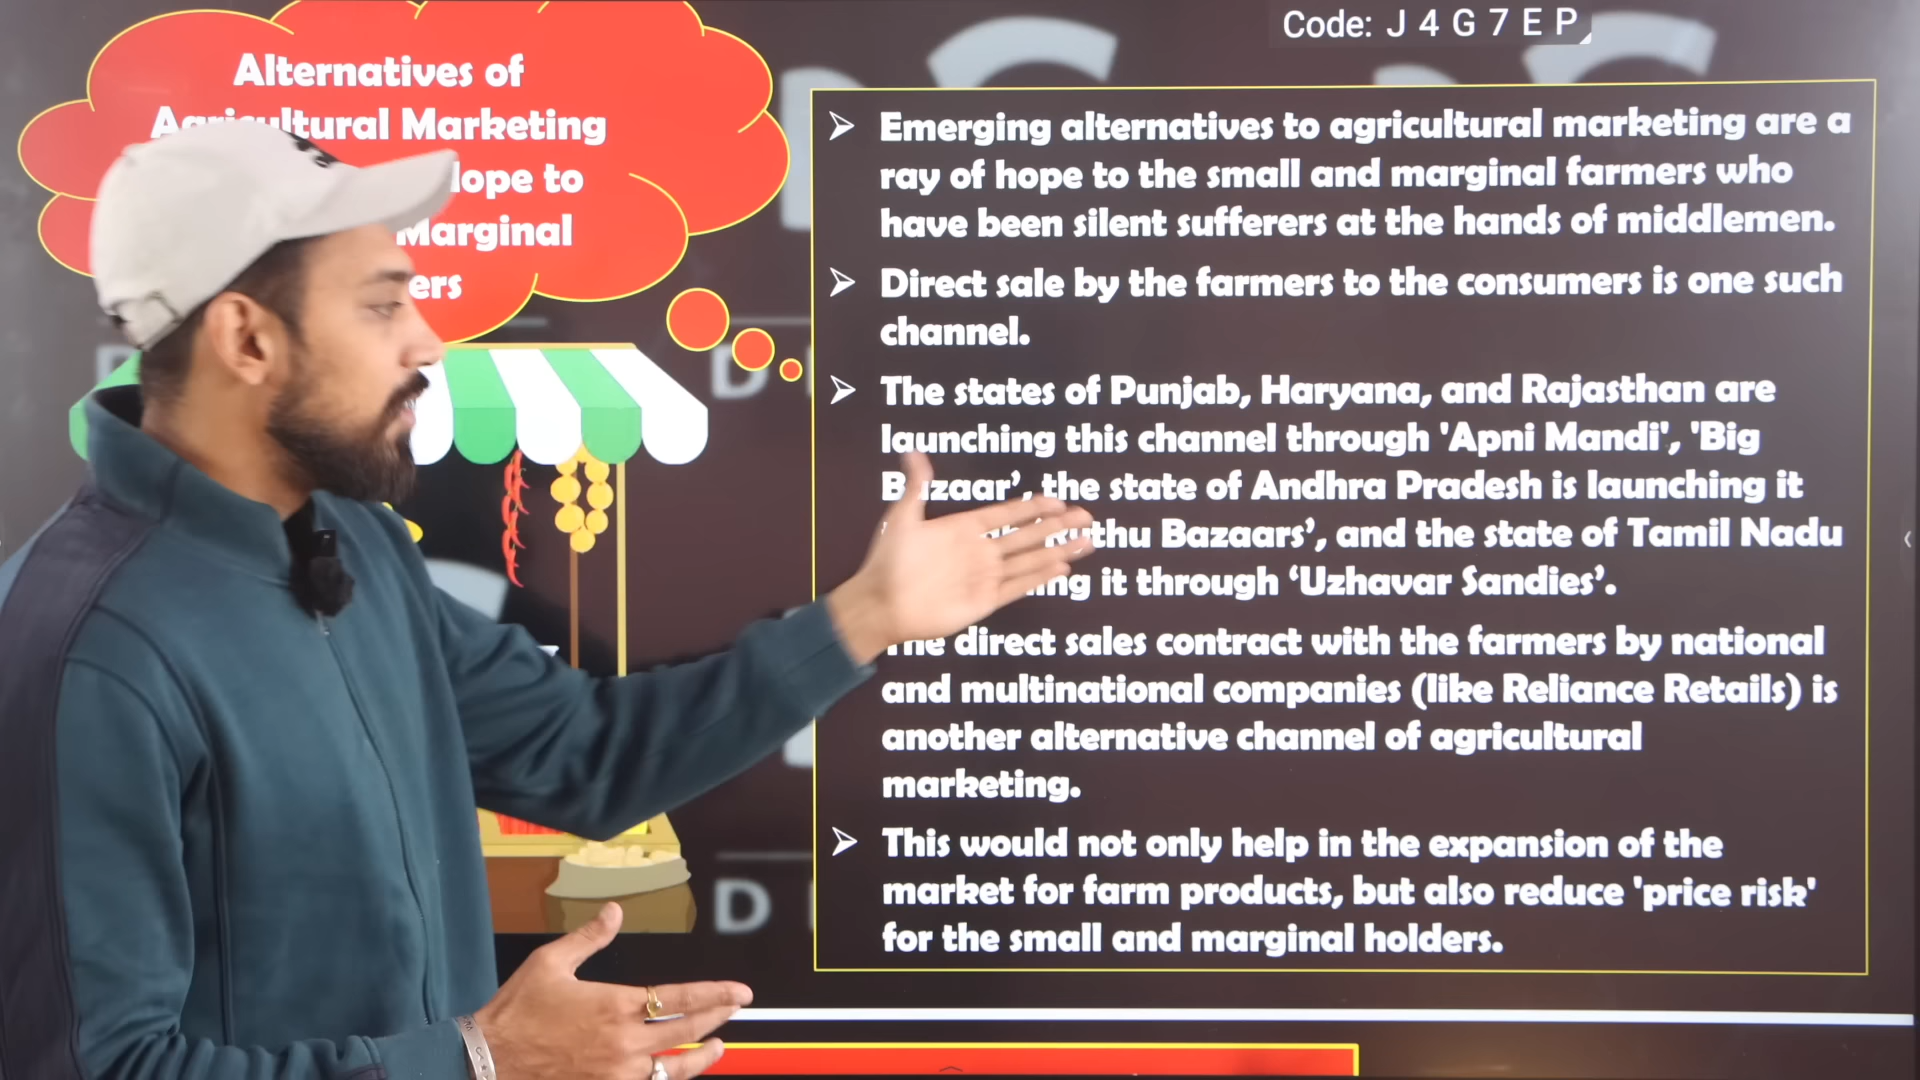 Code: J 4 G 7 E P
Alternatives of
Agricultural Marketing
to
Marginal
Emerging alternatives to agricultural marketing are a
ray of hope to the small and marginal farmers who
have been silent sufferers at the hands of middlemen.
Direct sale by the farmers to the consumers is one such
channel.
The states of Punjab, Haryana, and Rajasthan are
launching this channel through 'Apni Mandi', 'Big
Bazaar’, the state of Andhra Pradesh is launching it
Bazaars’, and the state of Tamil Nadu
it through ‘Uzhavar Sandies’.
The direct sales contract with the farmers by national
and multinational companies (like Reliance Retails) is
another alternative channel of agricultural
marketing.
This would not only help in the expansion of the
market for farm products, but also reduce 'price risk'
for the small and marginal holders.